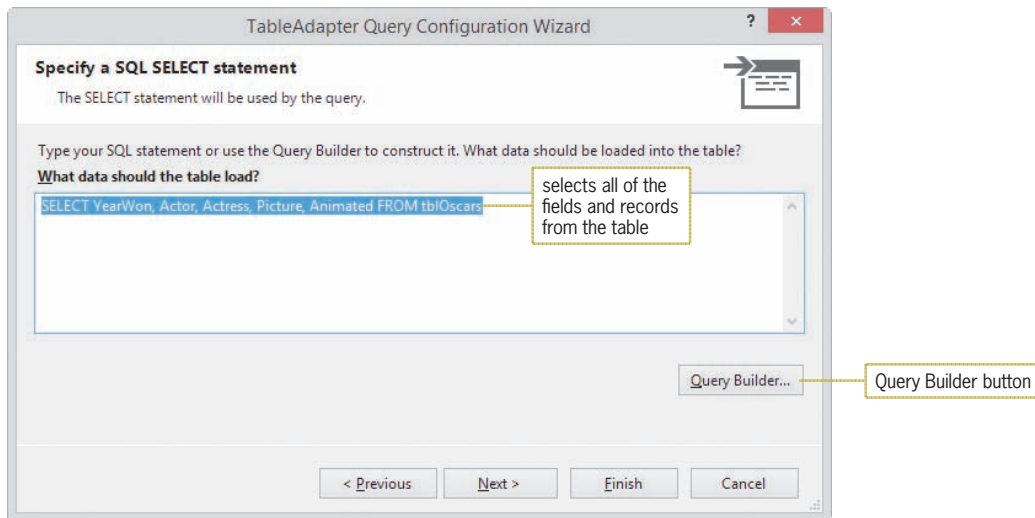 TableAdapter Query Configuration Wizard
? ×
Specify a SQL SELECT statement
The SELECT statement will be used by the query.
Type your SQL statement or use the Query Builder to construct it. What data should be loaded into the table?
What data should the table load?
SELECT YearWon, Actor, Actress, Picture, Animated FROM tblOscars
selects all of the
fields and records
from the table
Query Builder...
Query Builder button
< Previous
Next >
Finish
Cancel